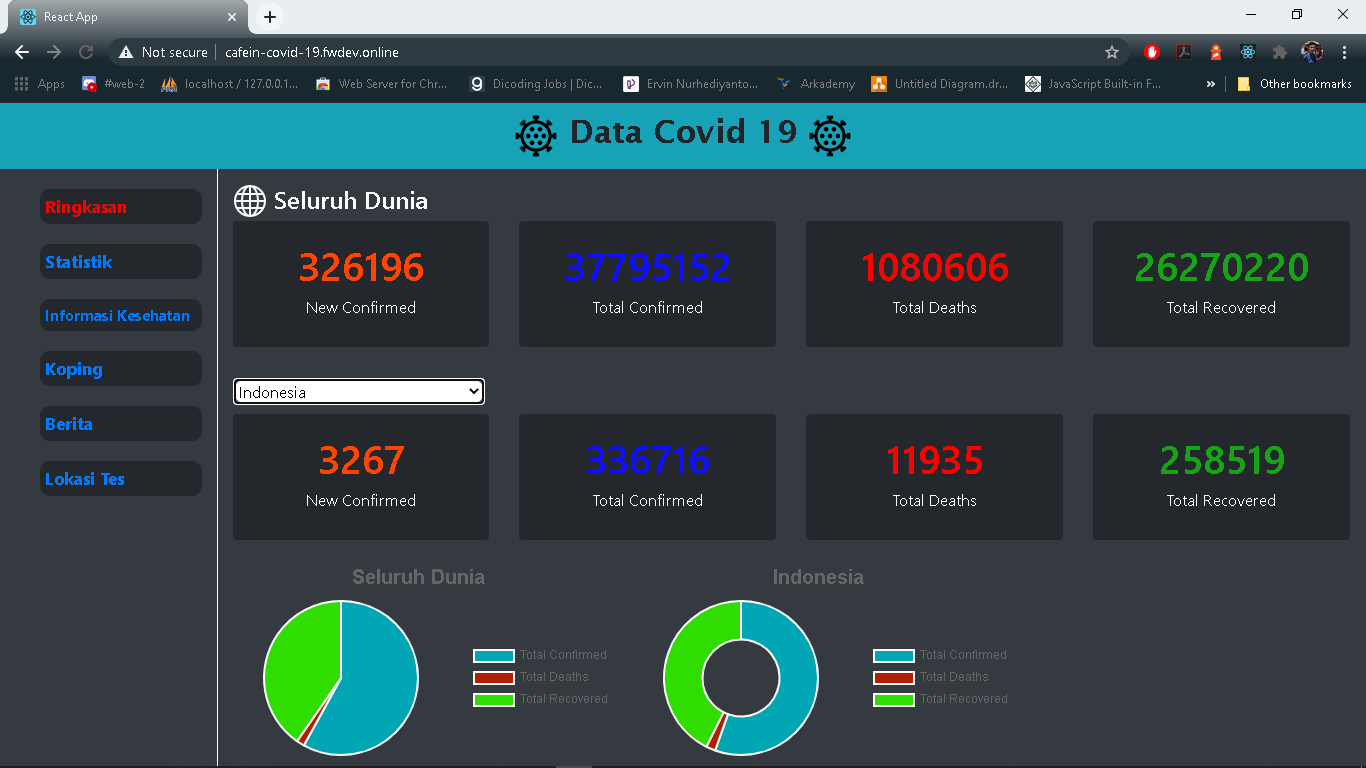 React App
Not secure
cafein-covid-19.fwdev.online
Apps
#web-2
localhost / 127.0.0.1...
Web Server for Chr...
Dicoding Jobs | Dic...
Ervin Nurhediyanto...
Arkademy
Untitled Diagram.dr...
JavaScript Built-in F...
»
Other bookmarks
Data Covid 19
Ringkasan
Statistik
Informasi Kesehatan
Koping
Berita
Lokasi Tes
Seluruh Dunia
326196
New Confirmed
37795152
Total Confirmed
1080606
Total Deaths
26270220
Total Recovered
Indonesia
3267
New Confirmed
336716
Total Confirmed
11935
Total Deaths
258519
Total Recovered
Seluruh Dunia
Total Confirmed
Total Deaths
Total Recovered
Indonesia
Total Confirmed
Total Deaths
Total Recovered